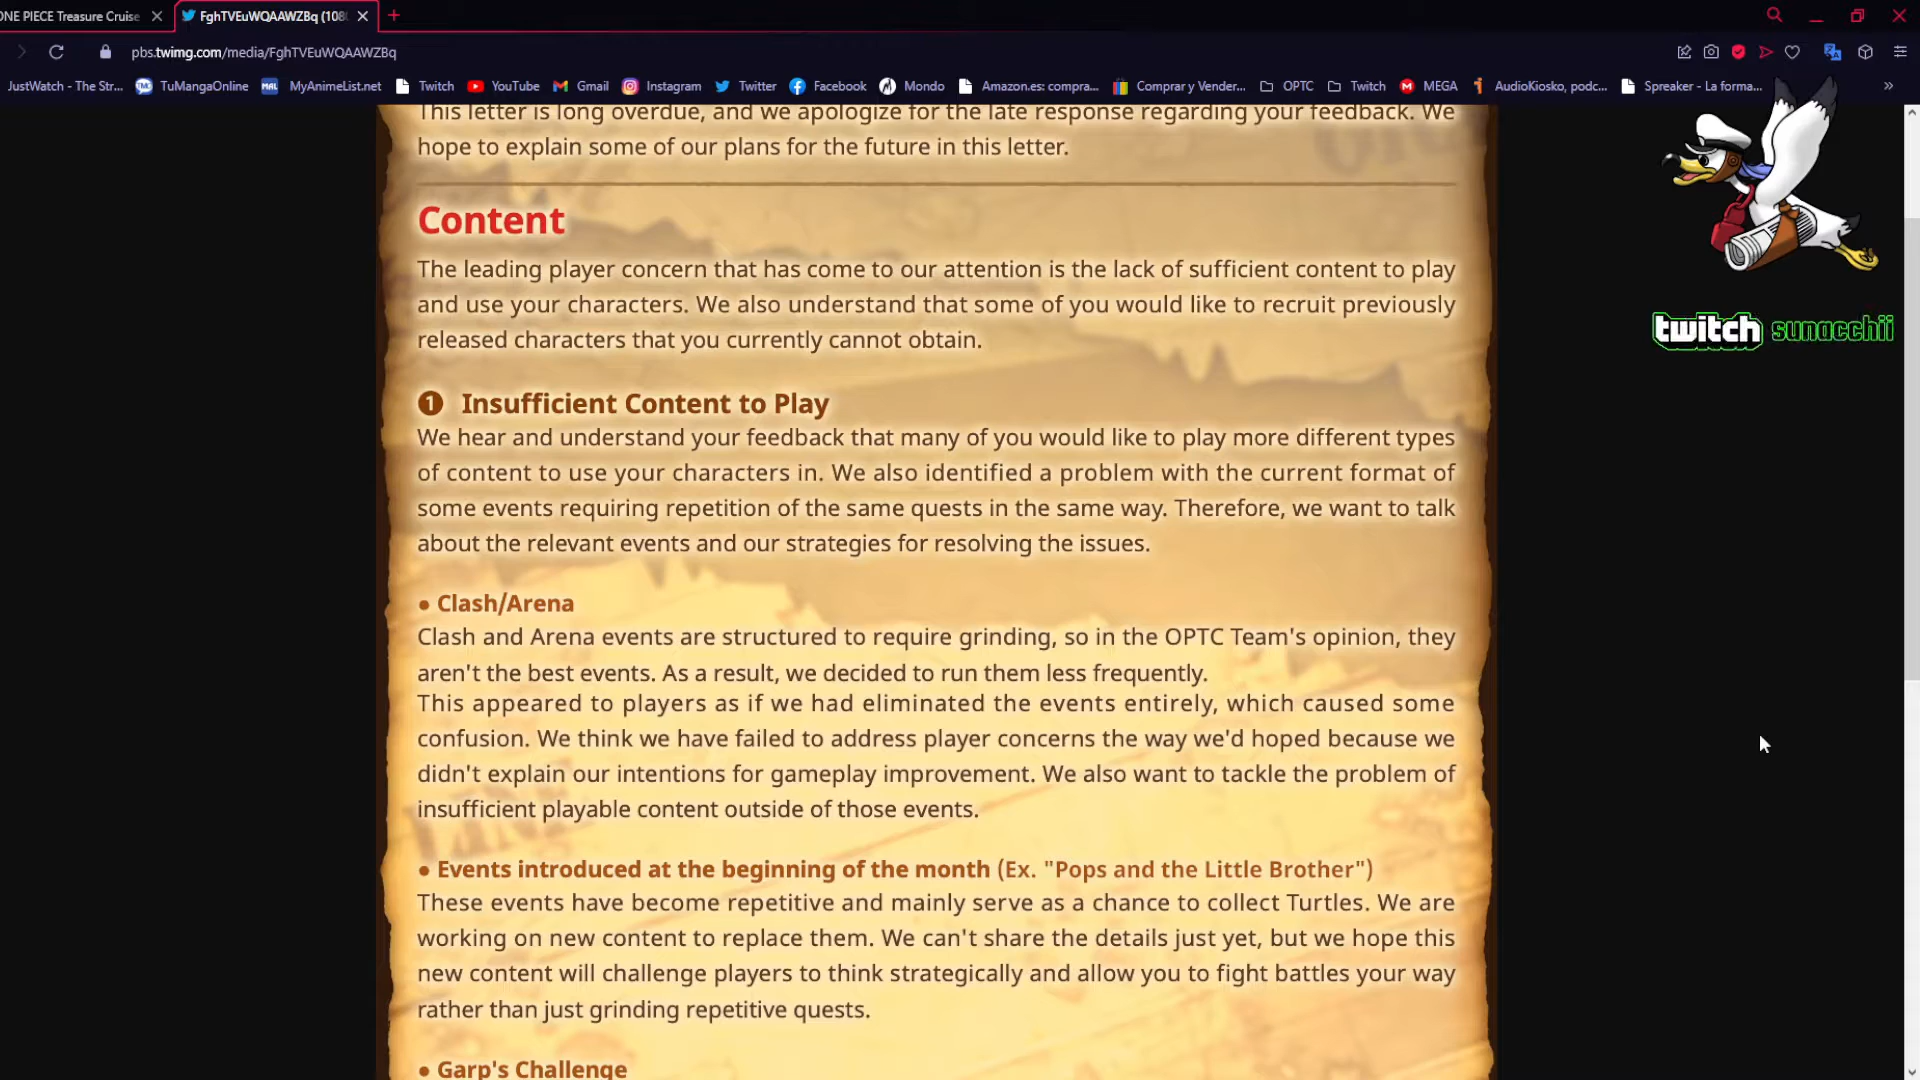 ONE PIECE Treasure Cruise
FghTVEuWQAAWZBq (108
pbs.twimg.com/media/FghTVEuWQAAWZBq
JustWatch - The Str... TuMangaOnline MyAnimeList.net Twitch YouTube Gmail Instagram Twitter Facebook Mondo Amazon.es: compra... Comprar y Vender... OPTC Twitch MEGA AudioKiosko, podc... Spreaker - La forma...
This letter is long overdue, and we apologize for the late response regarding your feedback. We
hope to explain some of our plans for the future in this letter.
Content
The leading player concern that has come to our attention is the lack of sufficient content to play
and use your characters. We also understand that some of you would like to recruit previously
released characters that you currently cannot obtain.
twitch sunacchii
1 Insufficient Content to Play
We hear and understand your feedback that many of you would like to play more different types
of content to use your characters in. We also identified a problem with the current format of
some events requiring repetition of the same quests in the same way. Therefore, we want to talk
about the relevant events and our strategies for resolving the issues.
• Clash/Arena
Clash and Arena events are structured to require grinding, so in the OPTC Team's opinion, they
aren't the best events. As a result, we decided to run them less frequently.
This appeared to players as if we had eliminated the events entirely, which caused some
confusion. We think we have failed to address player concerns the way we'd hoped because we
didn't explain our intentions for gameplay improvement. We also want to tackle the problem of
insufficient playable content outside of those events.
• Events introduced at the beginning of the month (Ex. "Pops and the Little Brother")
These events have become repetitive and mainly serve as a chance to collect Turtles. We are
working on new content to replace them. We can't share the details just yet, but we hope this
new content will challenge players to think strategically and allow you to fight battles your way
rather than just grinding repetitive quests.
• Garp's Challenge